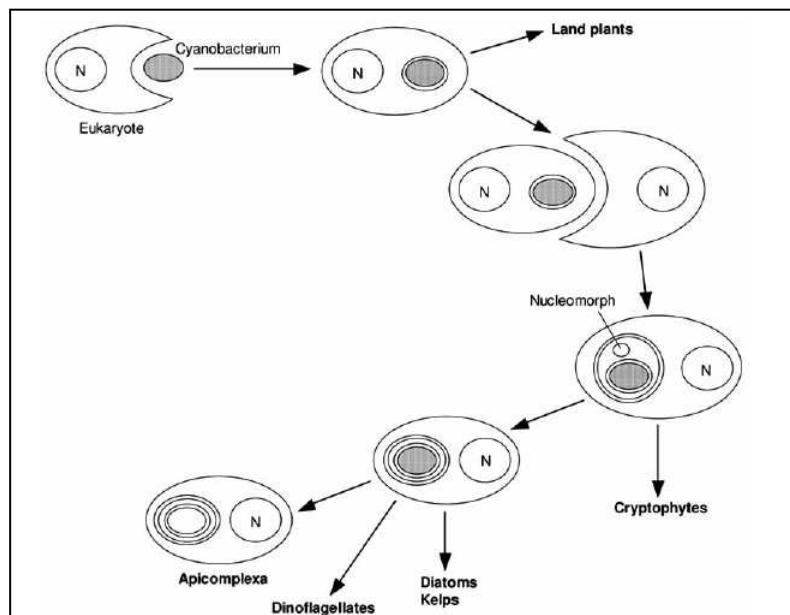 Cyanobacterium
Land plants
N
N
Eukaryote
N
N
Nucleomorph
N
N
N
Cryptophytes
Apicomplexa
Diatoms
Kelps
Dinoflagellates